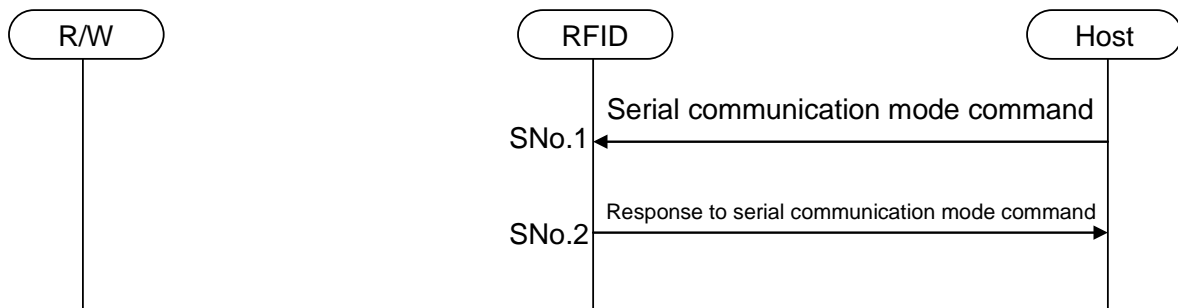 R/W
RFID
Host
Serial communication mode command
SNo.1
Response to serial communication mode command
SNo.2